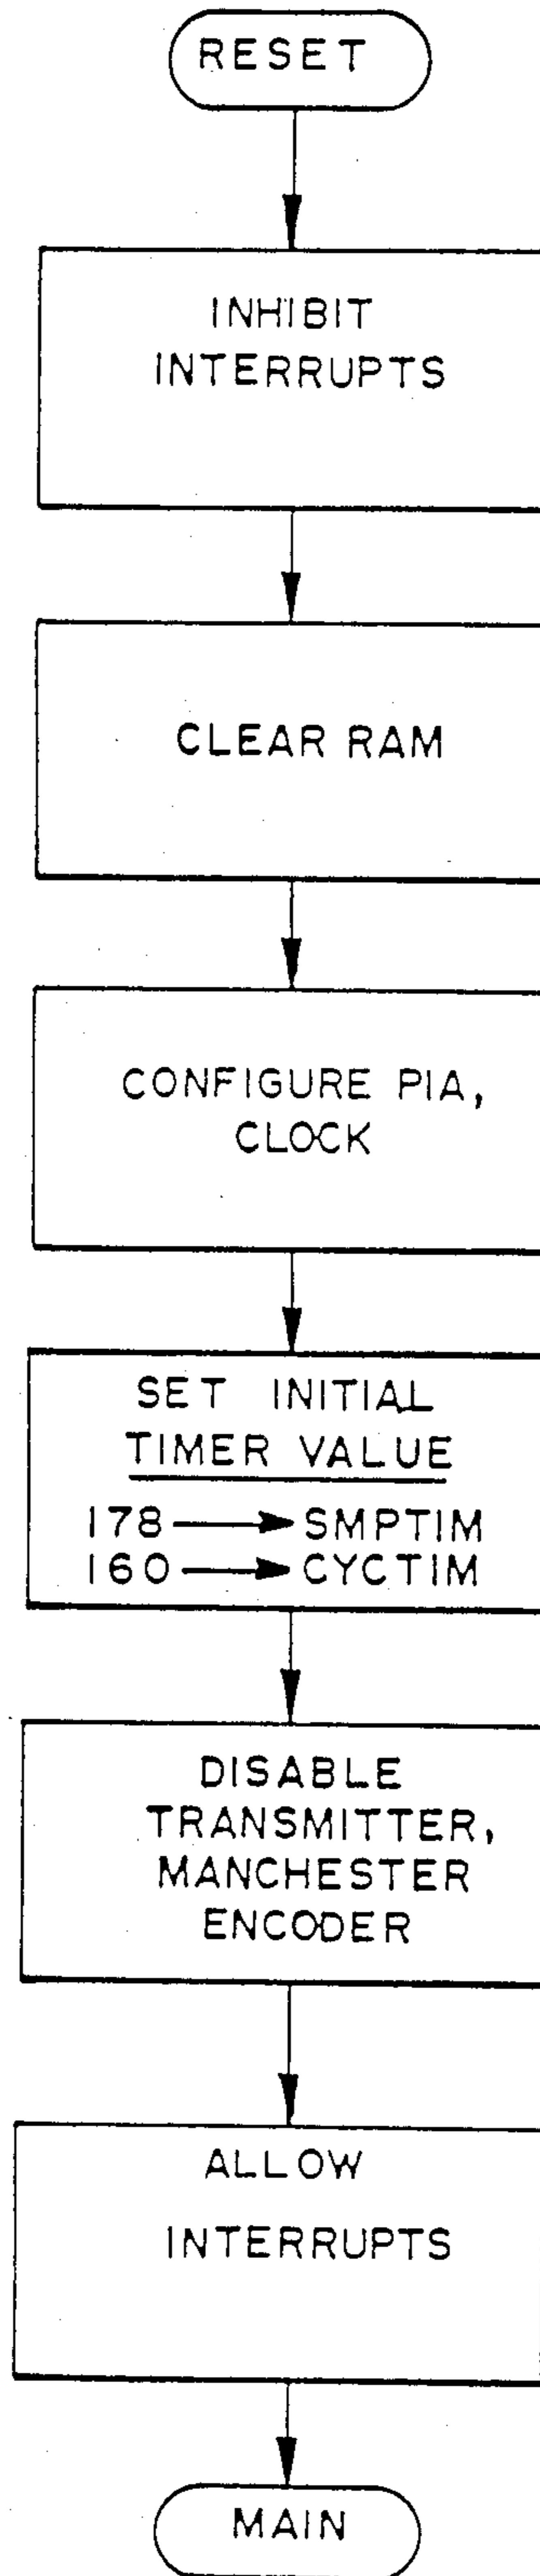 RESET
INHIBIT
INTERRUPTS
CLEAR RAM
CONFIGURE PIA,
CLOCK
SET INITIAL
TIMER VALUE
178 → SMPTIM
160 → CYCTIM
DISABLE
TRANSMITTER,
MANCHESTER
ENCODER
ALLOW
INTERRUPTS
MAIN